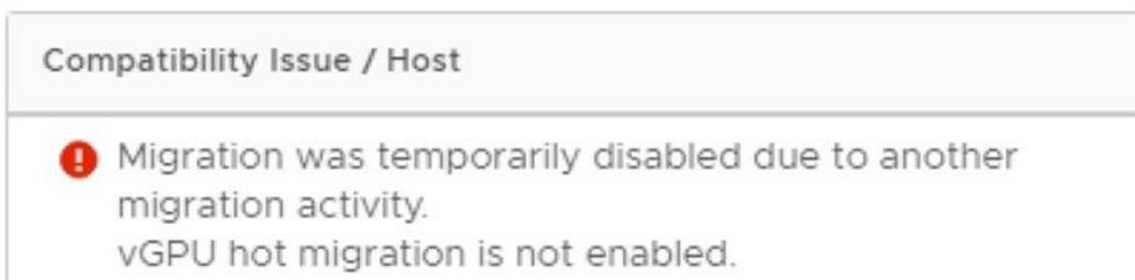 Compatibility Issue / Host
Migration was temporarily disabled due to another
migration activity.
vGPU hot migration is not enabled.